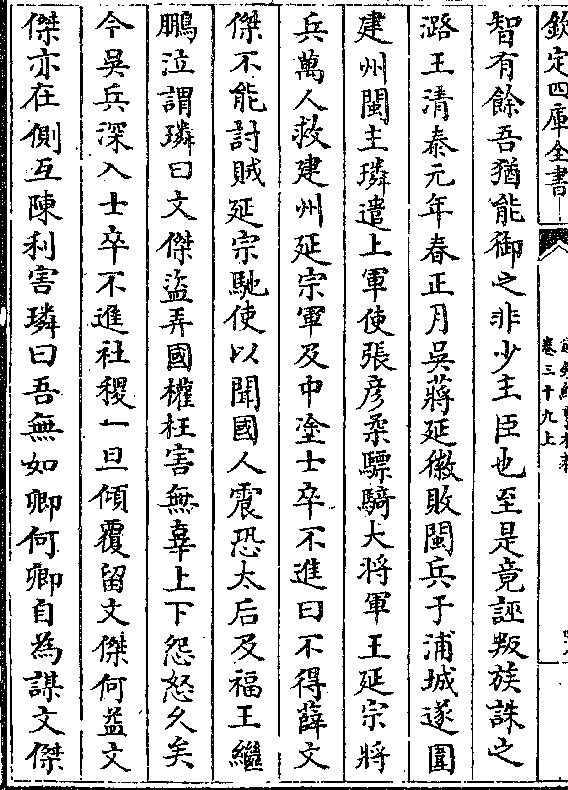 欽定四庫全書
卷三十九上
智有餘吾猶能御之非少主臣也至是竟誣叛族誅之
潞王清泰元年春正月吳蔣延徽敗閩兵于浦城遂圍
建州閩主璘遣上軍使張彦柔驃騎大將軍王延宗將
兵萬人救建州延宗軍及中塗士卒不進曰不得薛文
傑不能討賊延宗馳使以聞國人震恐太后及福王繼
鵬泣謂璘曰文傑盜弄國權枉害無辜上下怨怒久矣
今吳兵深入士卒不進社稷一旦傾覆留文傑何益文
傑亦在側互陳利害璘曰吾無如卿何卿自為謀文傑